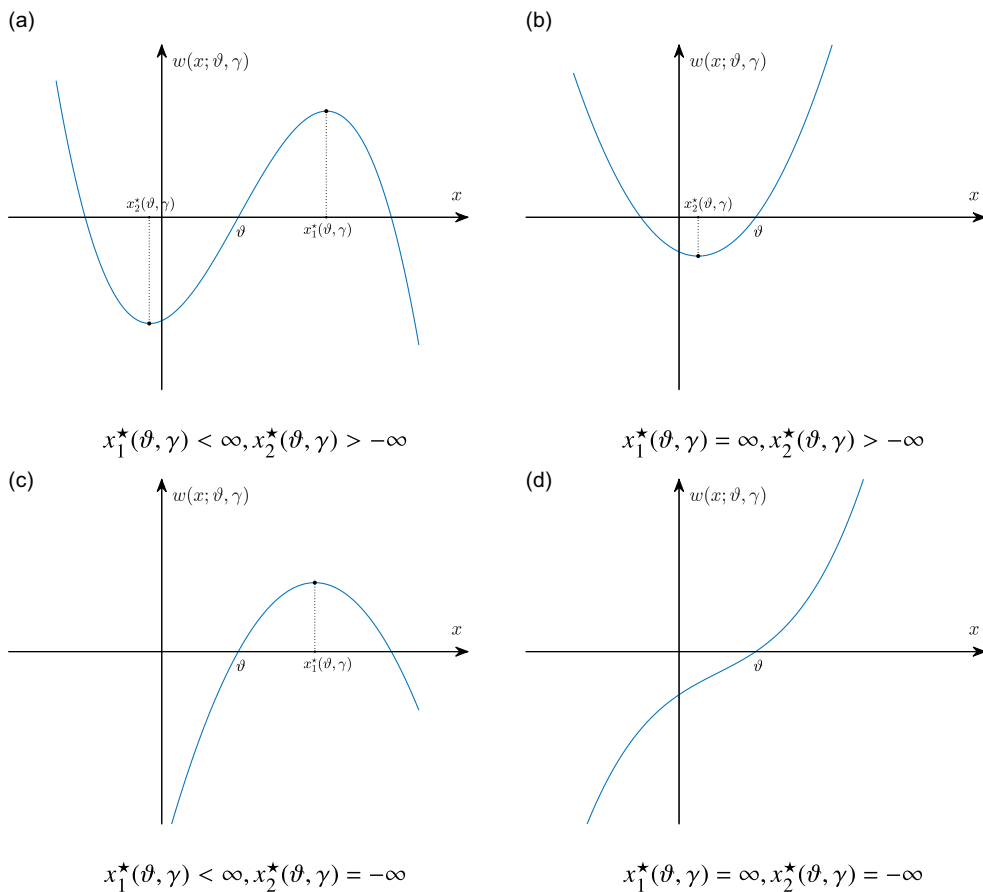 (a)
w(x; ϑ, γ)
x
x₂*(ϑ, γ)
ϑ
x₁*(ϑ, γ)
x₁★(ϑ, γ) < ∞, x₂★(ϑ, γ) > −∞
(b)
w(x; ϑ, γ)
x
x₂*(ϑ, γ)
ϑ
x₁★(ϑ, γ) = ∞, x₂★(ϑ, γ) > −∞
(c)
w(x; ϑ, γ)
x
ϑ
x₁*(ϑ, γ)
x₁★(ϑ, γ) < ∞, x₂★(ϑ, γ) = −∞
(d)
w(x; ϑ, γ)
x
ϑ
x₁★(ϑ, γ) = ∞, x₂★(ϑ, γ) = −∞